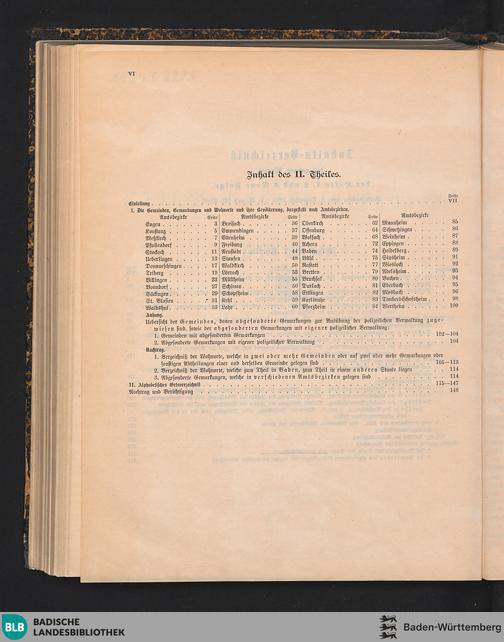 VI
Inhalt des II. Theiles.
Seite
Einleitung . . . VII
I. Die Gemeinden, Gemarkungen und Wohnorte und ihre Bevölkerung, dargestellt nach Amtsbezirken.
Amtsbezirke Seite Amtsbezirke Seite Amtsbezirke Seite Amtsbezirke
Engen 3 Breisach 36 Oberkirch 62 Mannheim 85
Konstanz 5 Emmendingen 37 Offenburg 64 Schwetzingen 86
Meßkirch 7 Ettenheim 39 Wolfach 68 Weinheim 87
Pfullendorf 9 Freiburg 40 Achern 72 Eppingen 88
Stockach 11 Neustadt 44 Baden 74 Heidelberg 89
Ueberlingen 13 Staufen 48 Bühl 75 Sinsheim 91
Donaueschingen 17 Waldkirch 50 Rastatt 77 Wiesloch 92
Triberg 19 Lörrach 53 Bretten 79 Adelsheim 93
Villingen 23 Müllheim 55 Bruchsal 80 Buchen 94
Bonndorf 27 Schönau 56 Durlach 81 Eberbach 95
Säckingen 29 Schopfheim 58 Ettlingen 82 Mosbach 96
St. Blasien 31 Kehl 59 Karlsruhe 83 Tauberbischofsheim 98
Waldshut 33 Lahr 60 Pforzheim 84 Wertheim 100
Anhang.
Uebersicht der Gemeinden, denen abgesonderte Gemarkungen zur Ausübung der polizeilichen Verwaltung zuge-
wiesen sind, sowie der abgesonderten Gemarkungen mit eigener polizeilicher Verwaltung:
1. Gemeinden mit abgesonderten Gemarkungen . . . 102—104
2. Abgesonderte Gemarkungen mit eigener polizeilicher Verwaltung . . . 104
Nachtrag.
1. Verzeichniß der Wohnorte, welche in zwei oder mehr Gemeinden oder auf zwei oder mehr Gemarkungen oder
sonstigen Abtheilungen einer und derselben Gemeinde gelegen sind . . . 105—113
2. Verzeichniß der Wohnorte, welche zum Theil in Baden, zum Theil in einem anderen Staate liegen . . . 114
3. Abgesonderte Gemarkungen, welche in verschiedenen Amtsbezirken gelegen sind . . . 114
II. Alphabetisches Ortsverzeichniß . . . 115—147
Nachtrag und Berichtigung . . . 148
BLB BADISCHE
LANDESBIBLIOTHEK
Baden-Württemberg